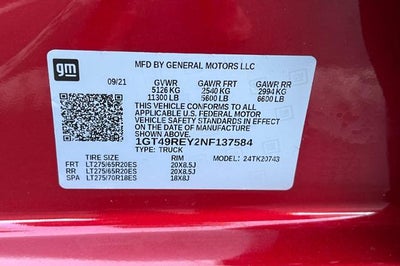 gm
MFD BY GENERAL MOTORS LLC
09/21 GVWR GAWR FRT GAWR RR
5126 KG 2540 KG 2994 KG
11300 LB 5600 LB 6600 LB
THIS VEHICLE CONFORMS TO ALL
APPLICABLE U.S. FEDERAL MOTOR
VEHICLE SAFETY STANDARDS IN
EFFECT ON THE DATE OF
MANUFACTURE SHOWN ABOVE.
1GT49REY2NF137584
TYPE: TRUCK
TIRE SIZE RIM MODEL: 24TK20743
FRT LT275/65R20ES 20X8.5J
RR LT275/65R20ES 20X8.5J
SPA LT275/70R18ES 18X8J